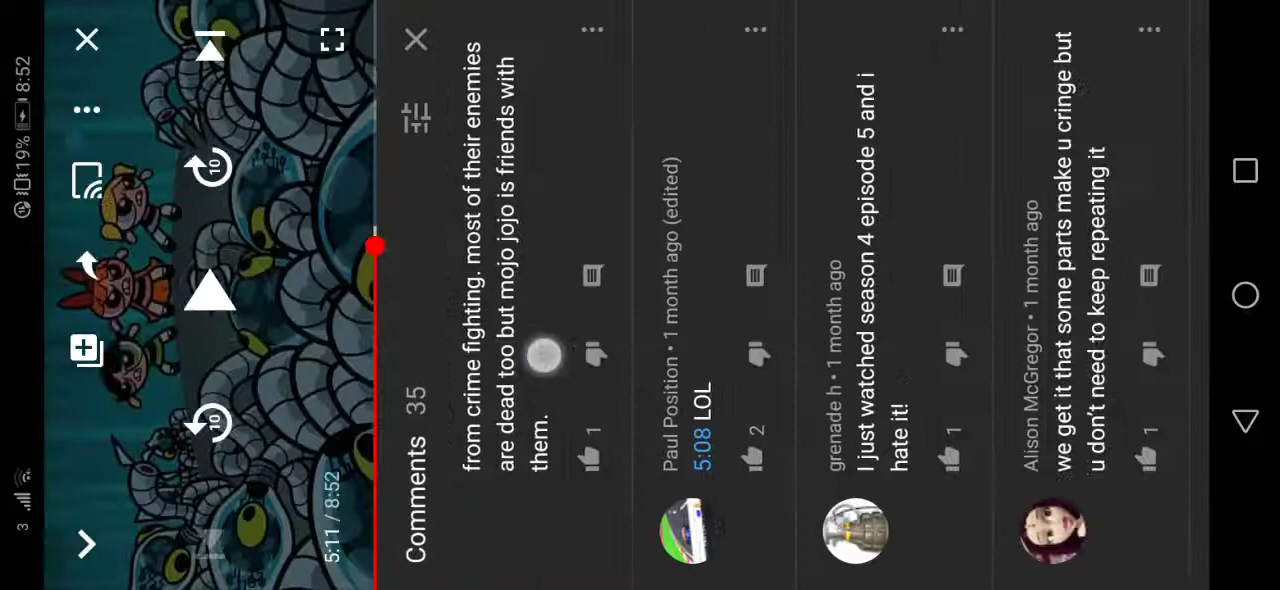 3
19%
8:52
10
10
5:11 / 8:52
Comments 35
from crime fighting. most of their enemies
are dead too but mojo jojo is friends with
them.
1
Paul Position • 1 month ago (edited)
5:08 LOL
2
grenade h • 1 month ago
I just watched season 4 episode 5 and i
hate it!
1
Alison McGregor • 1 month ago
we get it that some parts make u cringe but
u don't need to keep repeating it
1